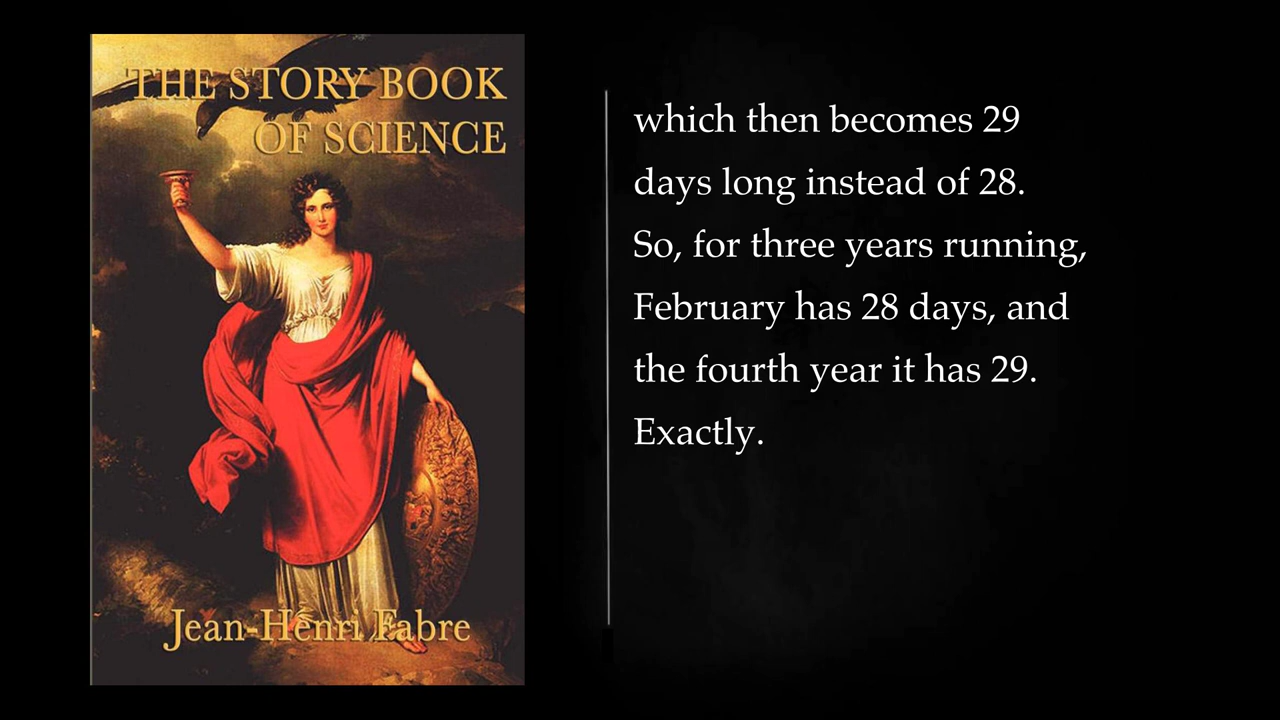 THE STORY BOOK
OF SCIENCE
Jean-Henri Fabre
which then becomes 29
days long instead of 28.
So, for three years running,
February has 28 days, and
the fourth year it has 29.
Exactly.